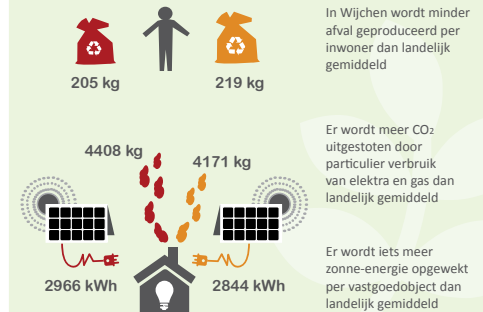 In Wijchen wordt minder
afval geproduceerd per
inwoner dan landelijk
gemiddeld
205 kg
219 kg
Er wordt meer CO₂
uitgestoten door
particulier verbruik
van elektra en gas dan
landelijk gemiddeld
4408 kg
4171 kg
Er wordt iets meer
zonne-energie opgewekt
per vastgoedobject dan
landelijk gemiddeld
2966 kWh
2844 kWh